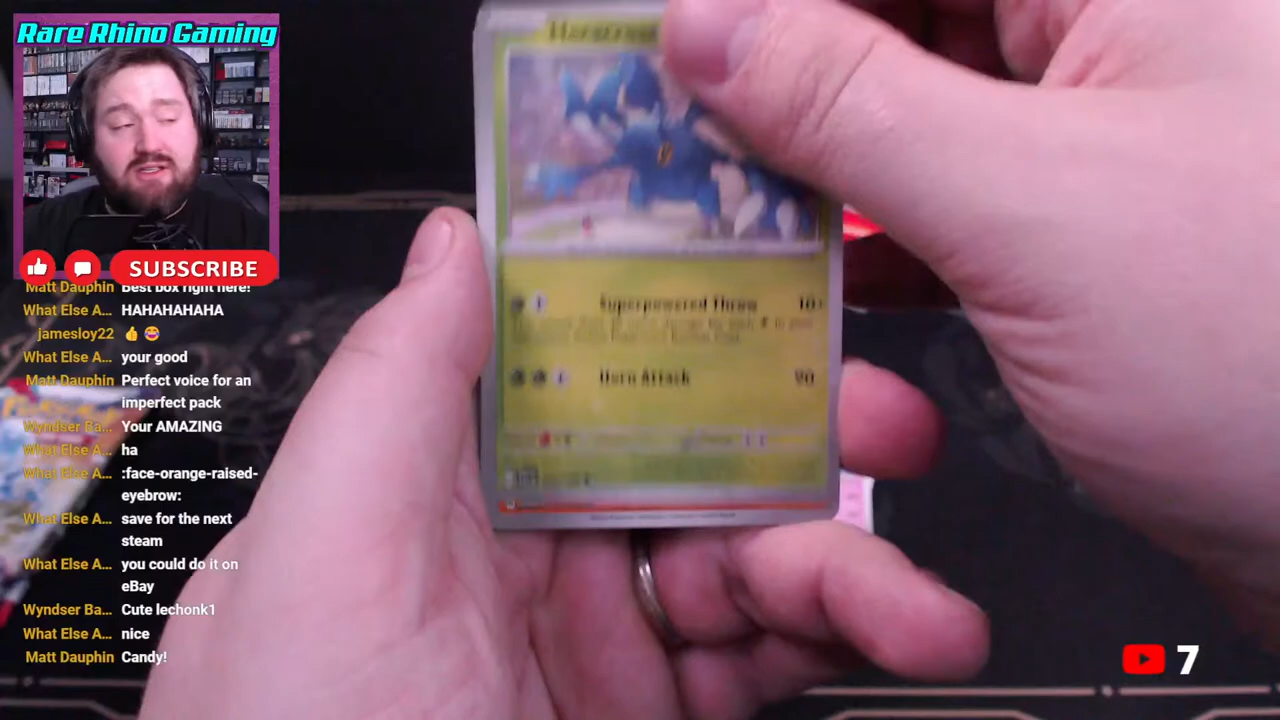 Rare Rhino Gaming
SUBSCRIBE
Matt Dauphin Best box right here!
What Else A... HAHAHAHAHA
jamesloy22 👍😂
What Else A... your good
Matt Dauphin Perfect voice for an
imperfect pack
Wyndser Ba... Your AMAZING
What Else A... ha
What Else A... :face-orange-raised-
eyebrow:
What Else A... save for the next
steam
What Else A... you could do it on
eBay
Wyndser Ba... Cute lechonk1
What Else A... nice
Matt Dauphin Candy!
Superpowered Throw 10+
Horn Attack 90
7